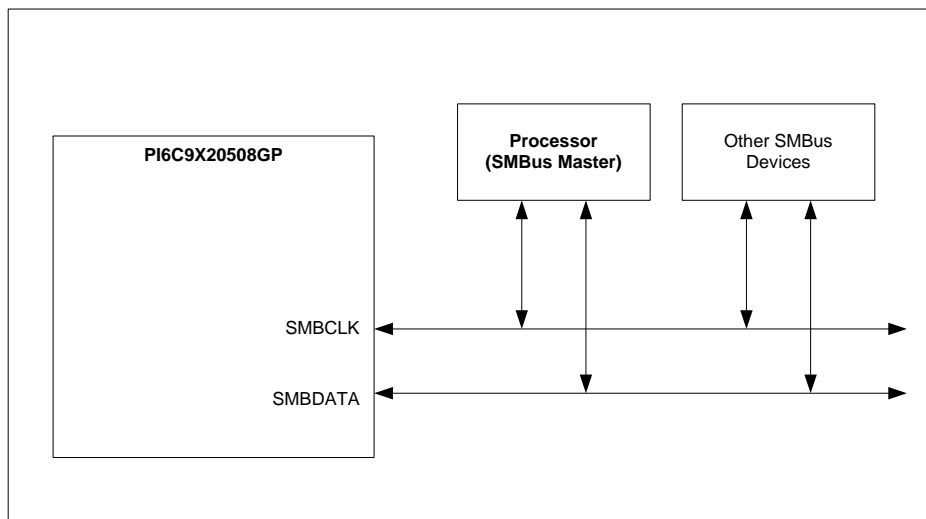 PI6C9X20508GP
Processor
(SMBus Master)
Other SMBus
Devices
SMBCLK
SMBDATA